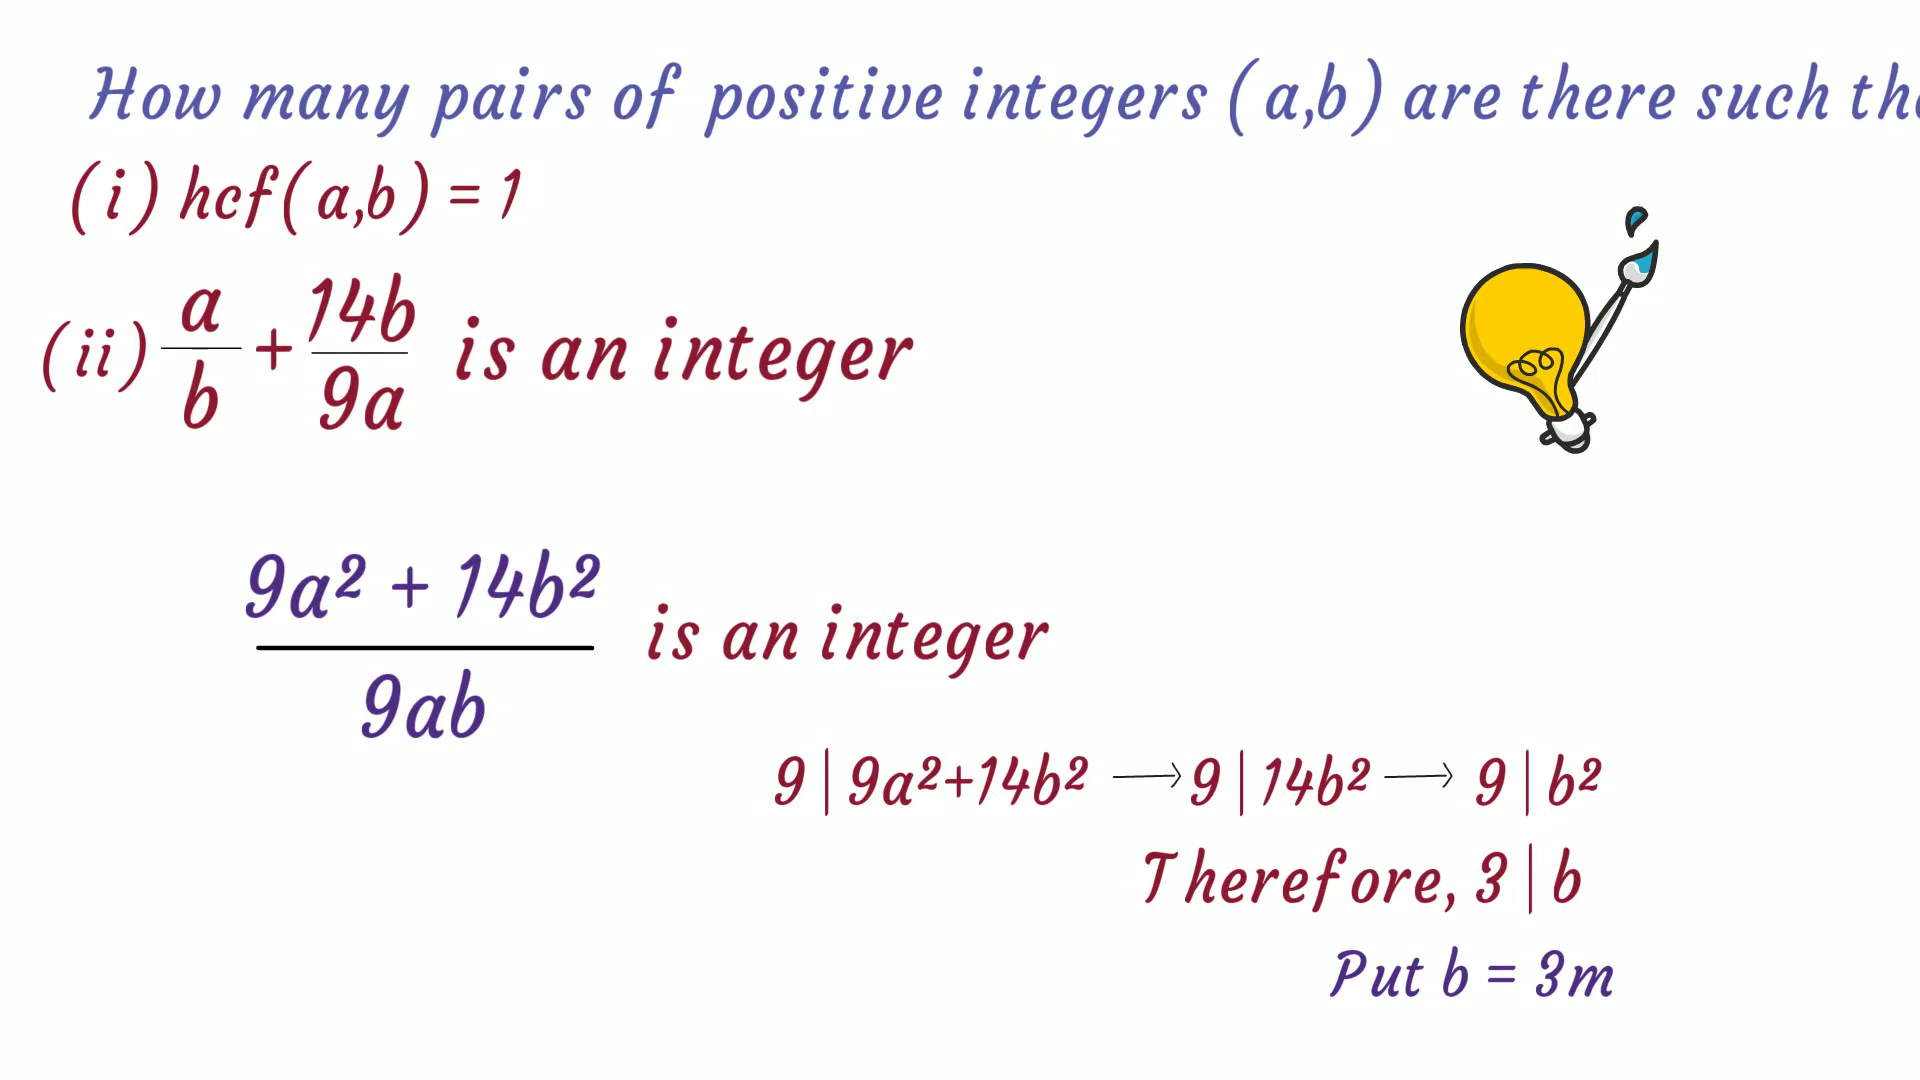 How many pairs of positive integers (a,b) are there such
(i) hcf(a,b) = 1
(ii) a/b + 14b/9a is an integer
9a² + 14b² / 9ab is an integer
9 | 9a²+14b² → 9 | 14b² → 9 | b²
Therefore, 3 | b
Put b = 3m